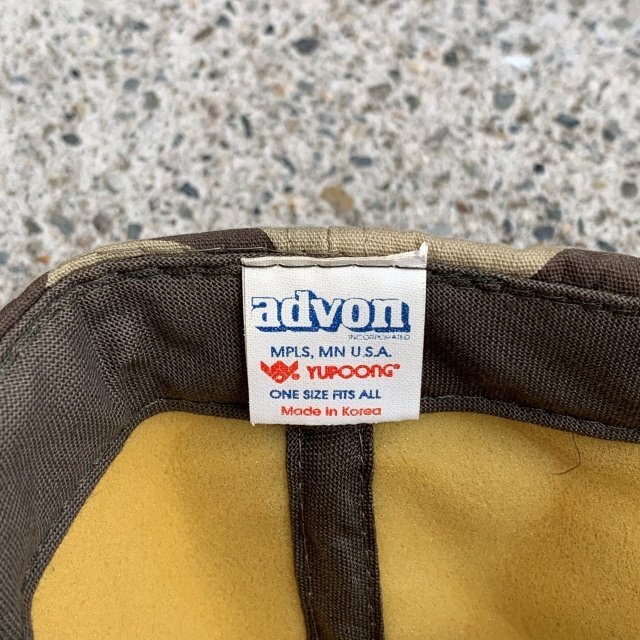 advon
INCORPORATED
MPLS, MN U.S.A.
YUPOONG®
ONE SIZE FITS ALL
Made in Korea